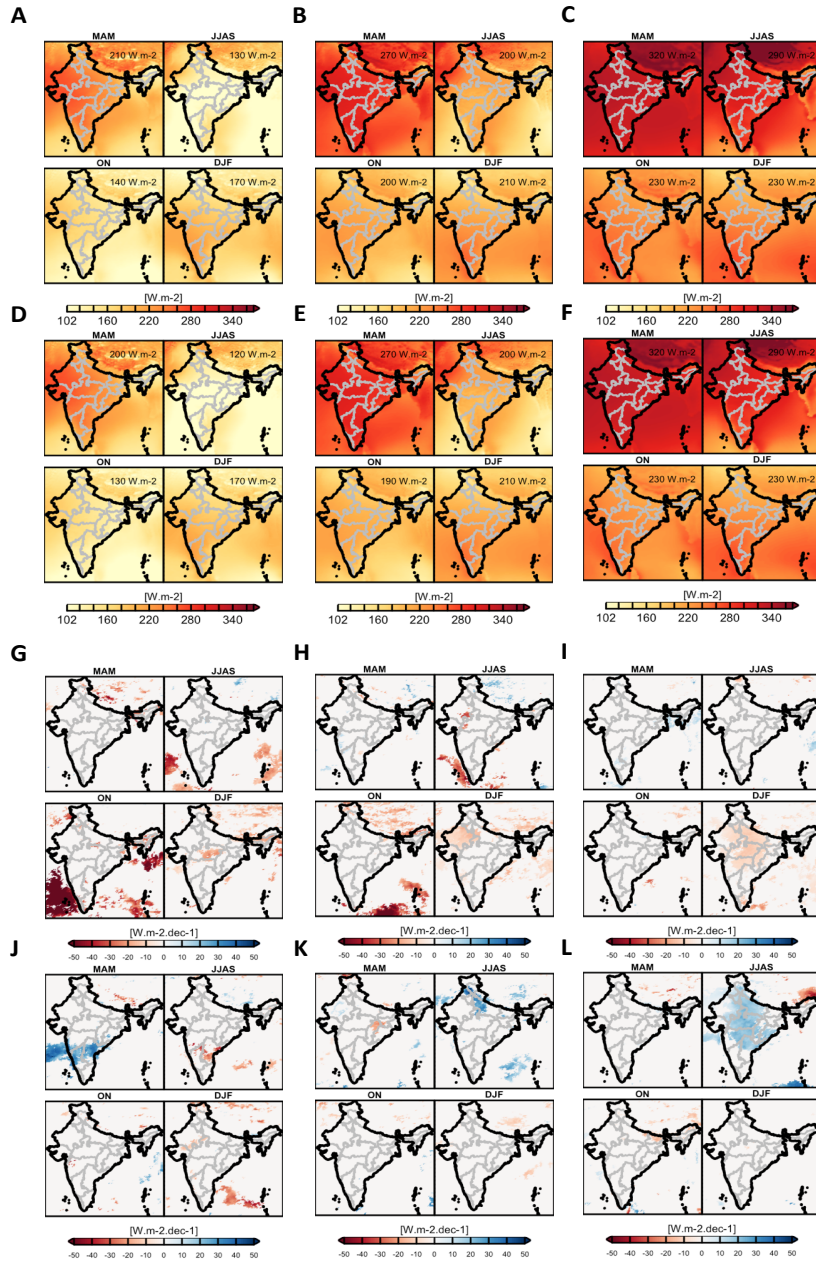 A
B
C
MAM JJAS
210 W.m-2 130 W.m-2
MAM JJAS
270 W.m-2 200 W.m-2
MAM JJAS
320 W.m-2 290 W.m-2
ON DJF
140 W.m-2 170 W.m-2
ON DJF
200 W.m-2 210 W.m-2
ON DJF
230 W.m-2 230 W.m-2
[W.m-2]
102 160 220 280 340
[W.m-2]
102 160 220 280 340
[W.m-2]
102 160 220 280 340
D
E
F
MAM JJAS
200 W.m-2 120 W.m-2
MAM JJAS
270 W.m-2 200 W.m-2
MAM JJAS
320 W.m-2 290 W.m-2
ON DJF
130 W.m-2 170 W.m-2
ON DJF
190 W.m-2 210 W.m-2
ON DJF
230 W.m-2 230 W.m-2
[W.m-2]
102 160 220 280 340
[W.m-2]
102 160 220 280 340
[W.m-2]
102 160 220 280 340
G
H
I
MAM JJAS
MAM JJAS
MAM JJAS
ON DJF
ON DJF
ON DJF
[W.m-2.dec-1]
-50 -40 -30 -20 -10 0 10 20 30 40 50
[W.m-2.dec-1]
-50 -40 -30 -20 -10 0 10 20 30 40 50
[W.m-2.dec-1]
-50 -40 -30 -20 -10 0 10 20 30 40 50
J
K
L
MAM JJAS
MAM JJAS
MAM JJAS
ON DJF
ON DJF
ON DJF
[W.m-2.dec-1]
-50 -40 -30 -20 -10 0 10 20 30 40 50
[W.m-2.dec-1]
-50 -40 -30 -20 -10 0 10 20 30 40 50
[W.m-2.dec-1]
-50 -40 -30 -20 -10 0 10 20 30 40 50